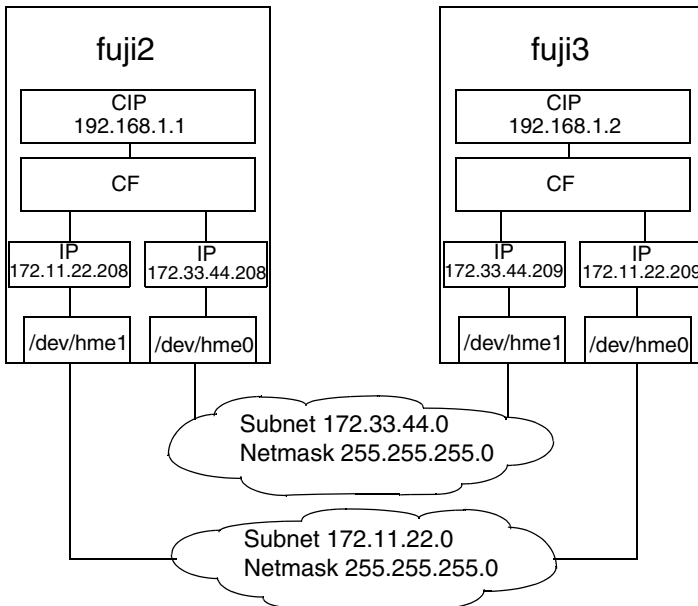 fuji2
CIP
192.168.1.1
CF
IP
172.11.22.208
IP
172.33.44.208
/dev/hme1
/dev/hme0
fuji3
CIP
192.168.1.2
CF
IP
172.33.44.209
IP
172.11.22.209
/dev/hme1
/dev/hme0
Subnet 172.33.44.0
Netmask 255.255.255.0
Subnet 172.11.22.0
Netmask 255.255.255.0